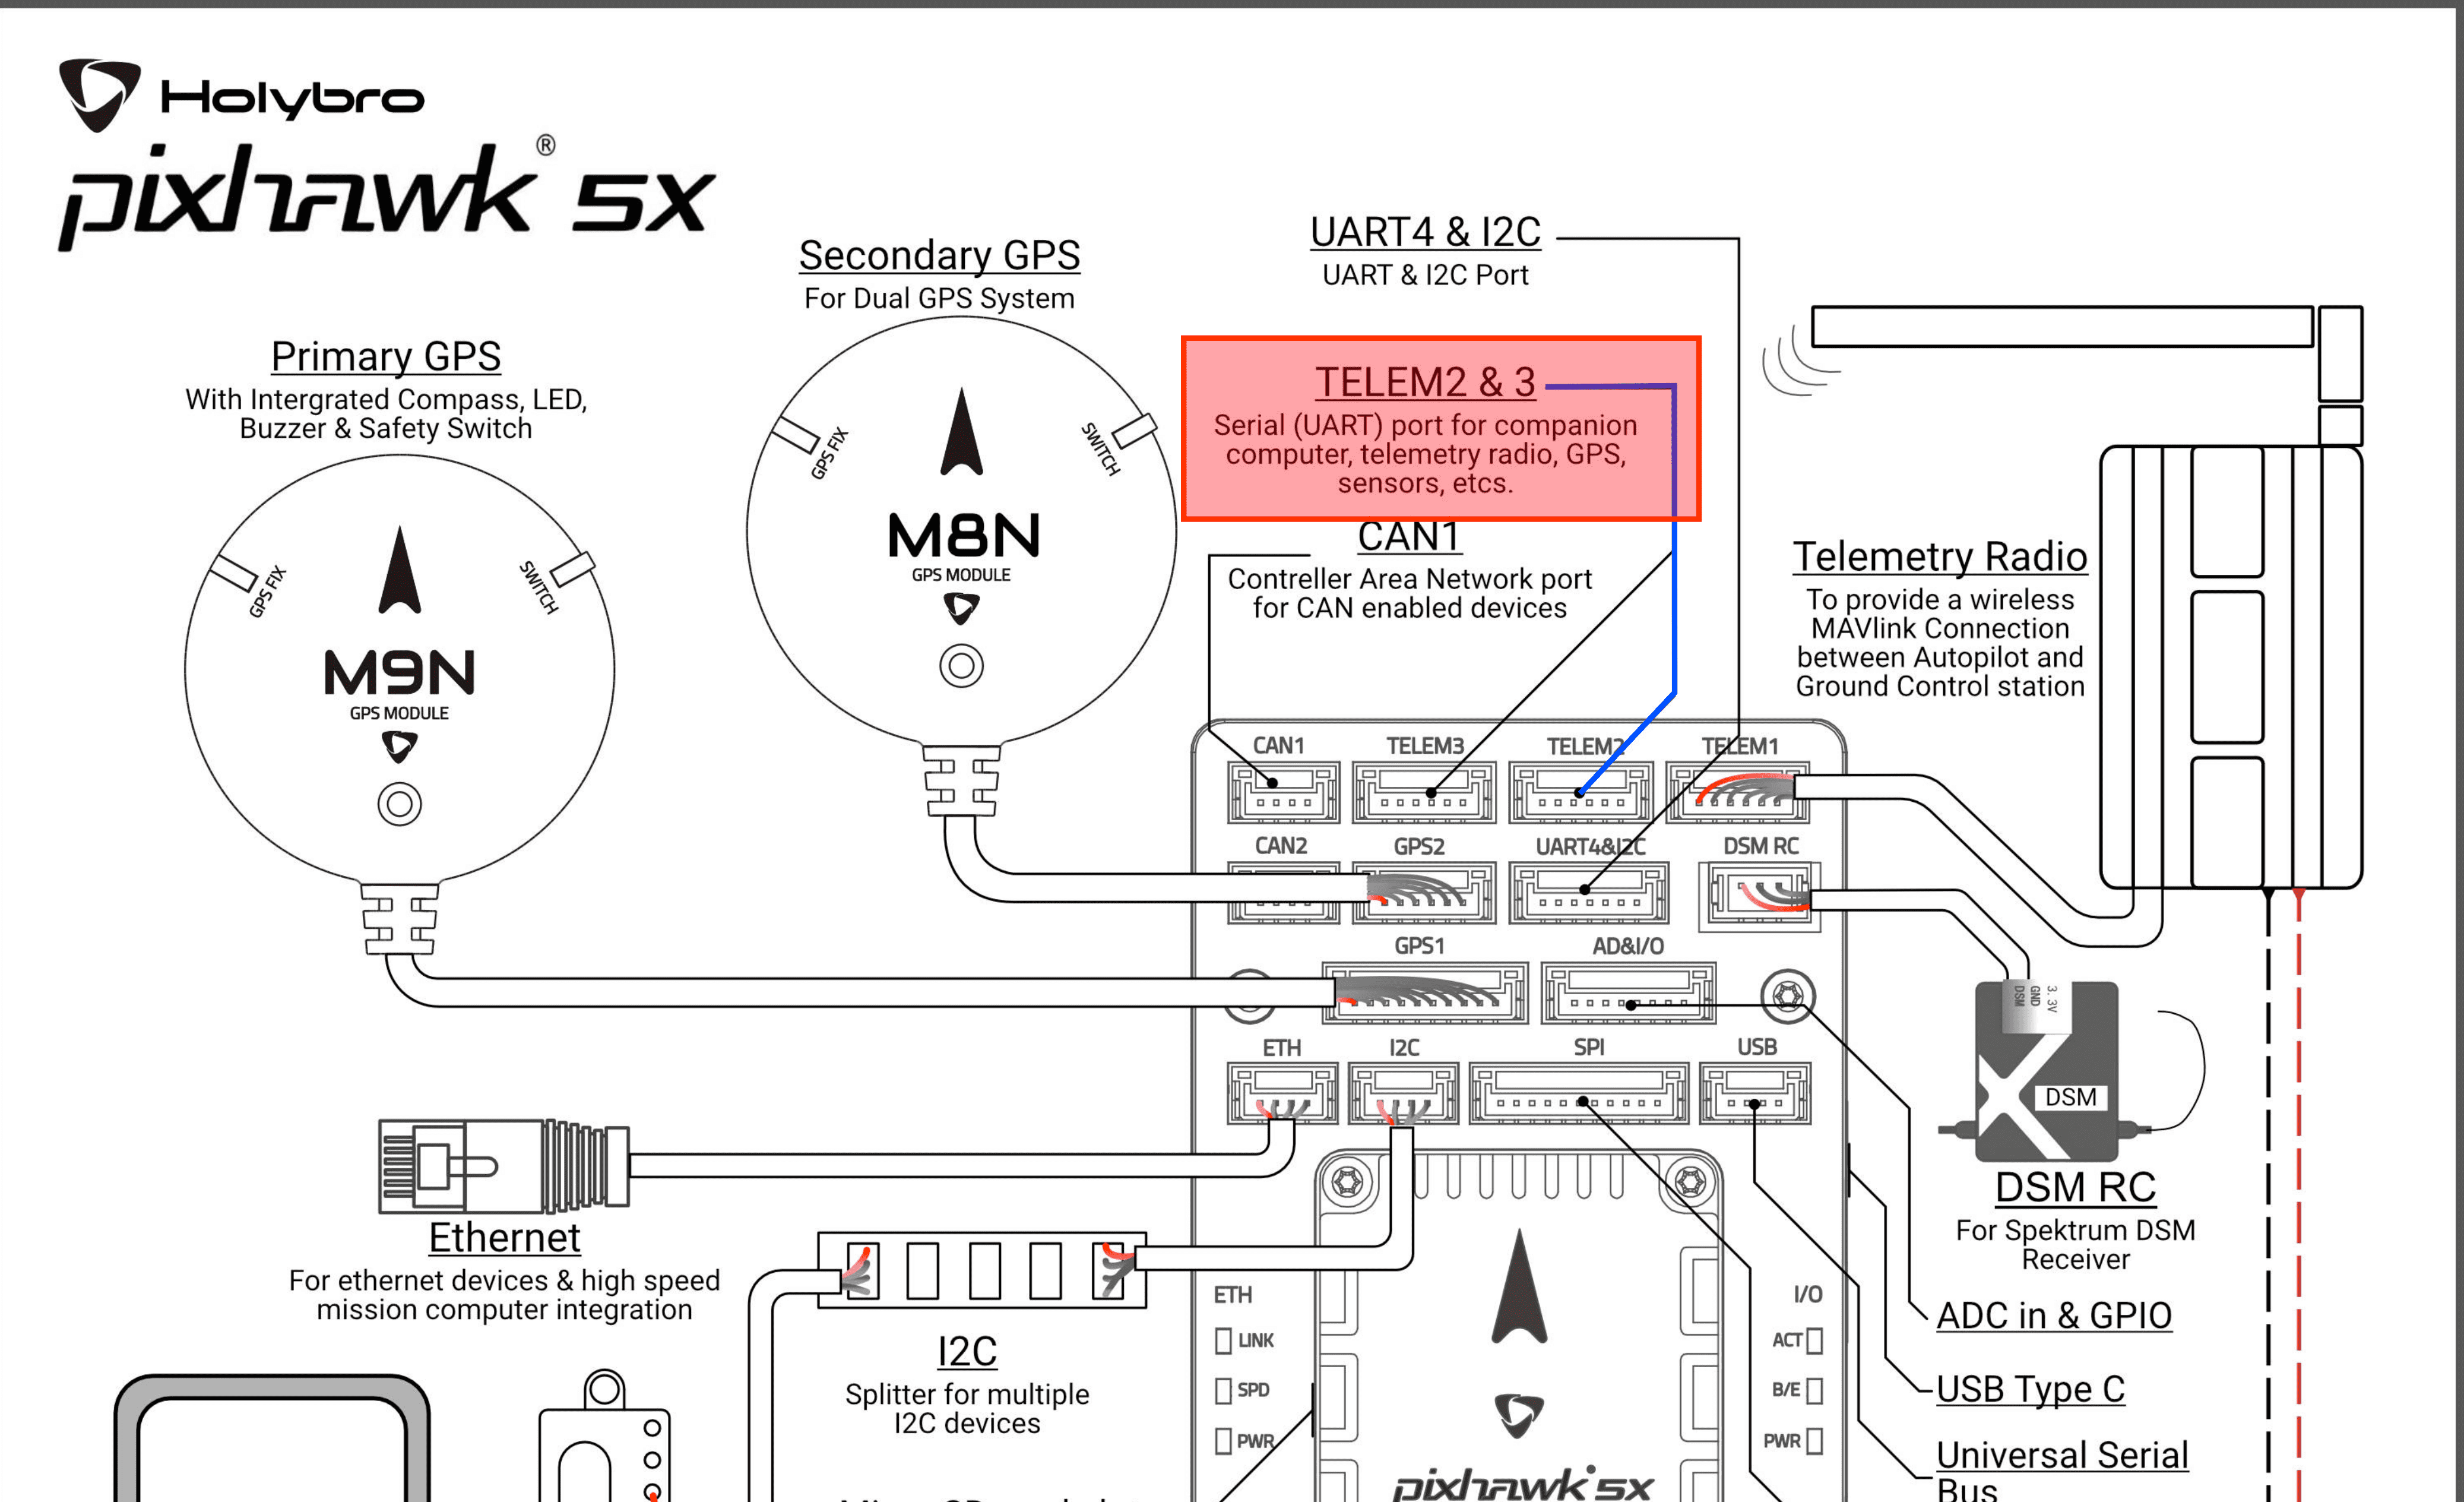 Holybro
pixhawk® 5X
UART4 & I2C
UART & I2C Port
Secondary GPS
For Dual GPS System
Primary GPS
With Intergrated Compass, LED,
Buzzer & Safety Switch
TELEM2 & 3
Serial (UART) port for companion
computer, telemetry radio, GPS,
sensors, etcs.
GPS FIX
SWITCH
M8N
GPS MODULE
CAN1
Contreller Area Network port
for CAN enabled devices
Telemetry Radio
To provide a wireless
MAVlink Connection
between Autopilot and
Ground Control station
GPS FIX
SWITCH
M9N
GPS MODULE
CAN1 TELEM3 TELEM2 TELEM1
CAN2 GPS2 UART4&I2C DSM RC
GPS1 AD&I/O
ETH I2C SPI USB
DSM
GND
3.3V
DSM
DSM RC
For Spektrum DSM
Receiver
Ethernet
For ethernet devices & high speed
mission computer integration
I2C
Splitter for multiple
I2C devices
ETH
LINK
SPD
PWR
I/O
ACT
B/E
PWR
ADC in & GPIO
USB Type C
Universal Serial
Bus
pixhawk 5X